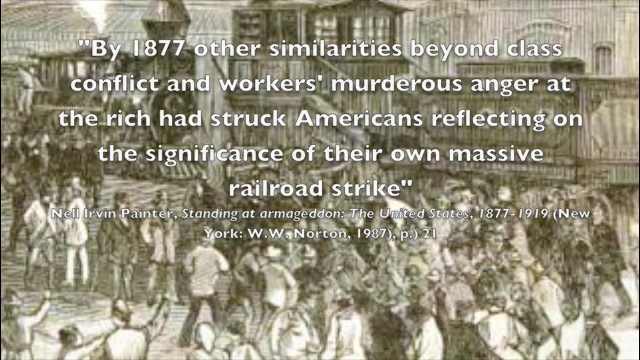 "By 1877 other similarities beyond class
conflict and workers' murderous anger at
the rich had struck Americans reflecting on
the significance of their own massive
railroad strike"
Nell Irvin Painter, Standing at armageddon: The United States, 1877-1919 (New
York: W.W. Norton, 1987), p.) 21